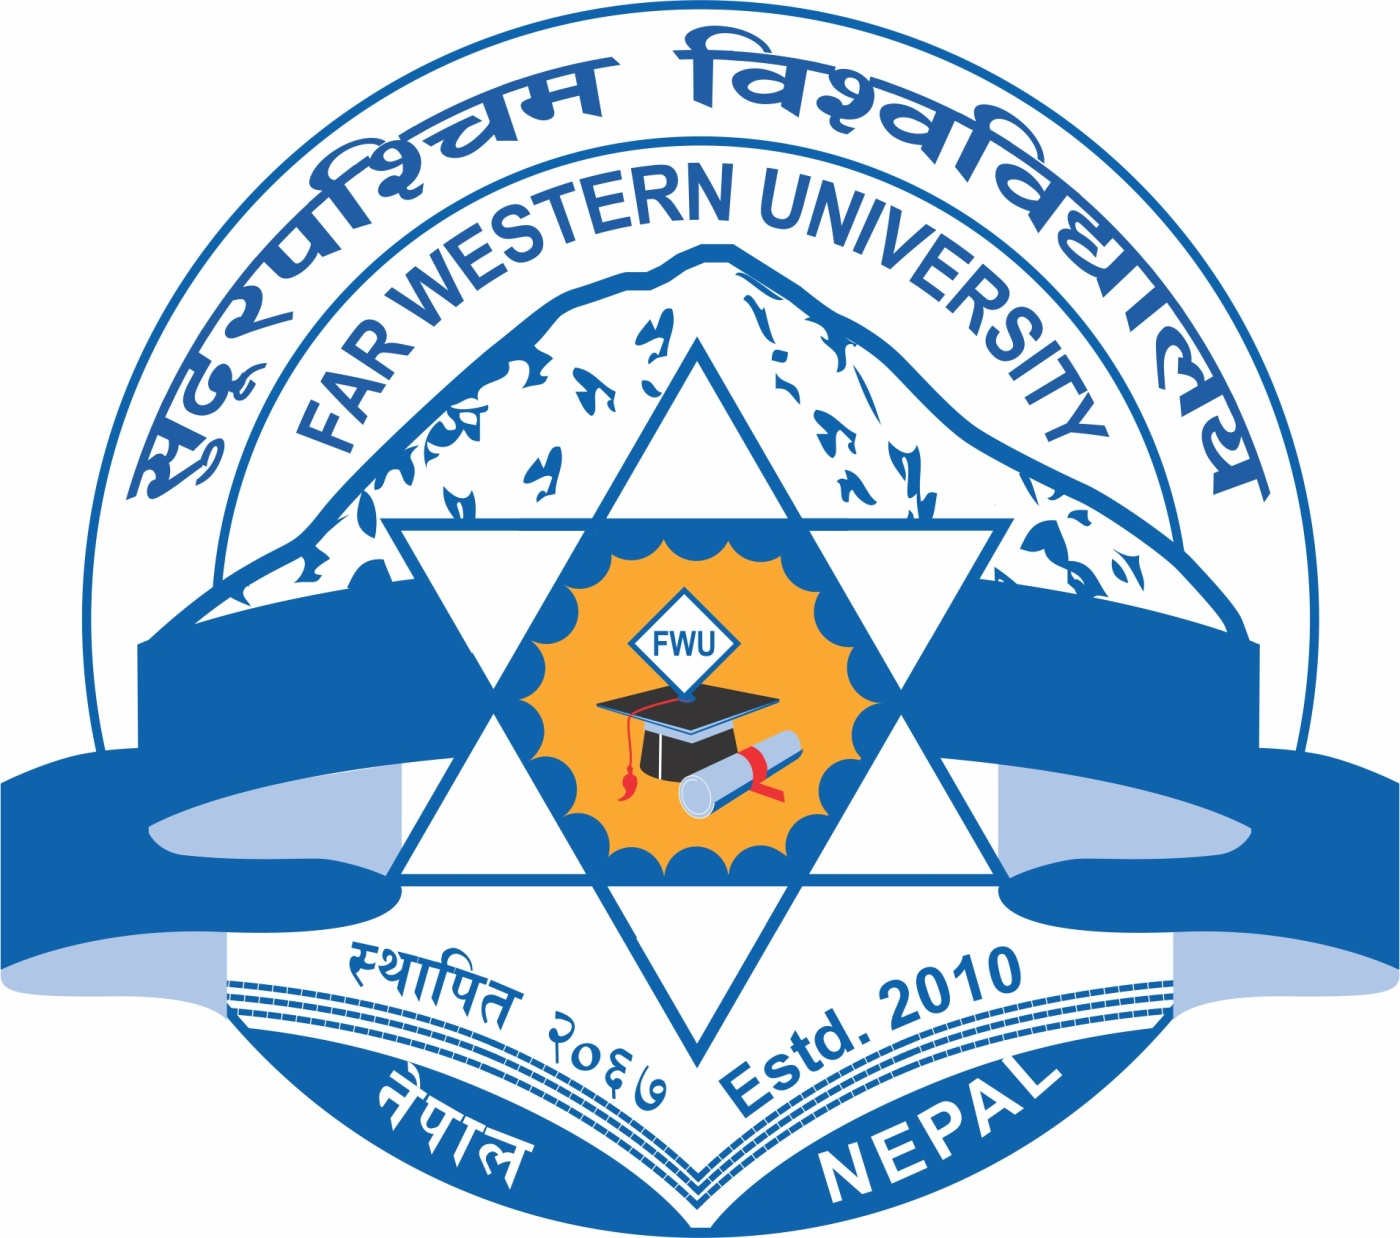 सुदूरपश्चिम विश्वविद्यालय
FAR WESTERN UNIVERSITY
FWU
स्थापित २०६७
Estd. 2010
नेपाल
NEPAL